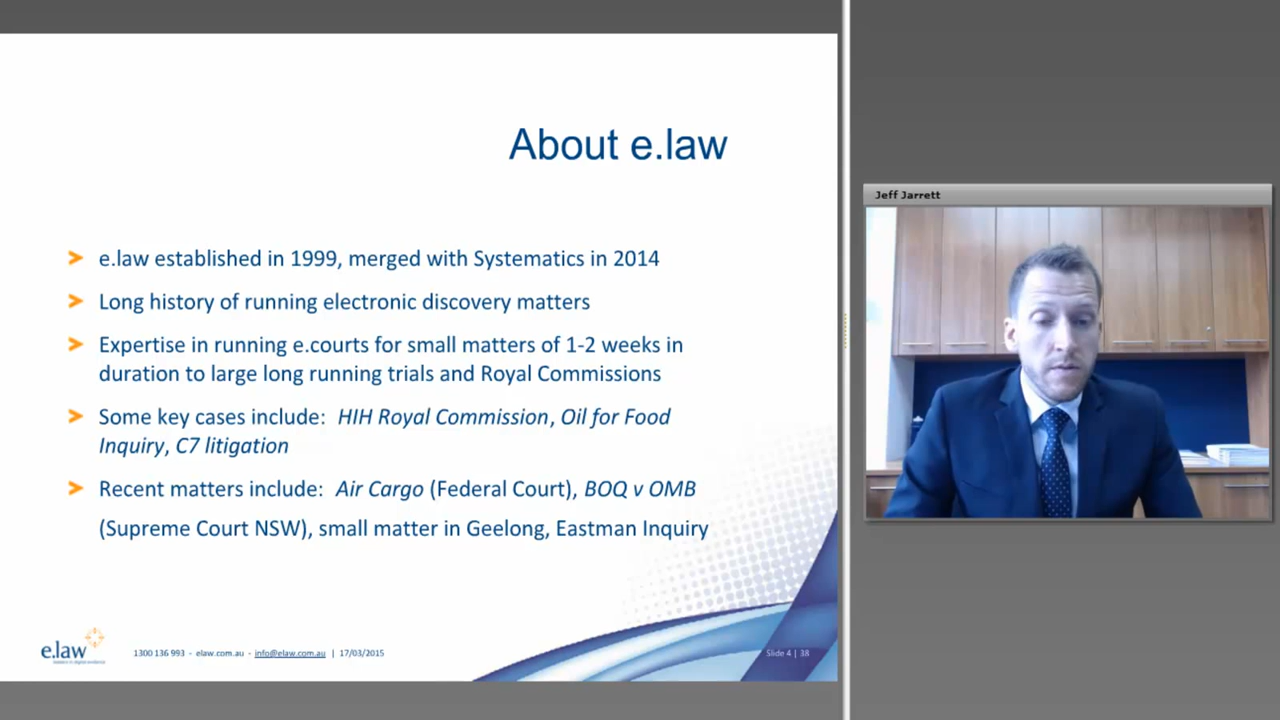 About e.law
➤ e.law established in 1999, merged with Systematics in 2014
➤ Long history of running electronic discovery matters
➤ Expertise in running e.courts for small matters of 1-2 weeks in
duration to large long running trials and Royal Commissions
➤ Some key cases include: HIH Royal Commission, Oil for Food
Inquiry, C7 litigation
➤ Recent matters include: Air Cargo (Federal Court), BOQ v OMB
(Supreme Court NSW), small matter in Geelong, Eastman Inquiry
e.law
1300 136 993 - elaw.com.au - info@elaw.com.au | 17/03/2015
Slide 4 | 38
Jeff Jarrett